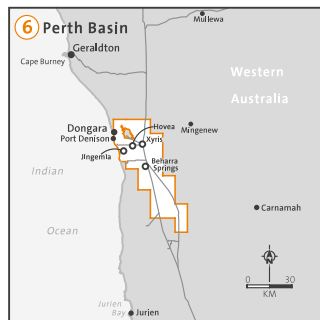 6 Perth Basin
Mullewa
Geraldton
Cape Burney
Western
Australia
Dongara
Port Denison
Hovea
Xyris
Mingenew
JIngemIa
Beharra
Springs
Indian
Ocean
Carnamah
N
0 30
KM
Jurien
Bay
Jurien